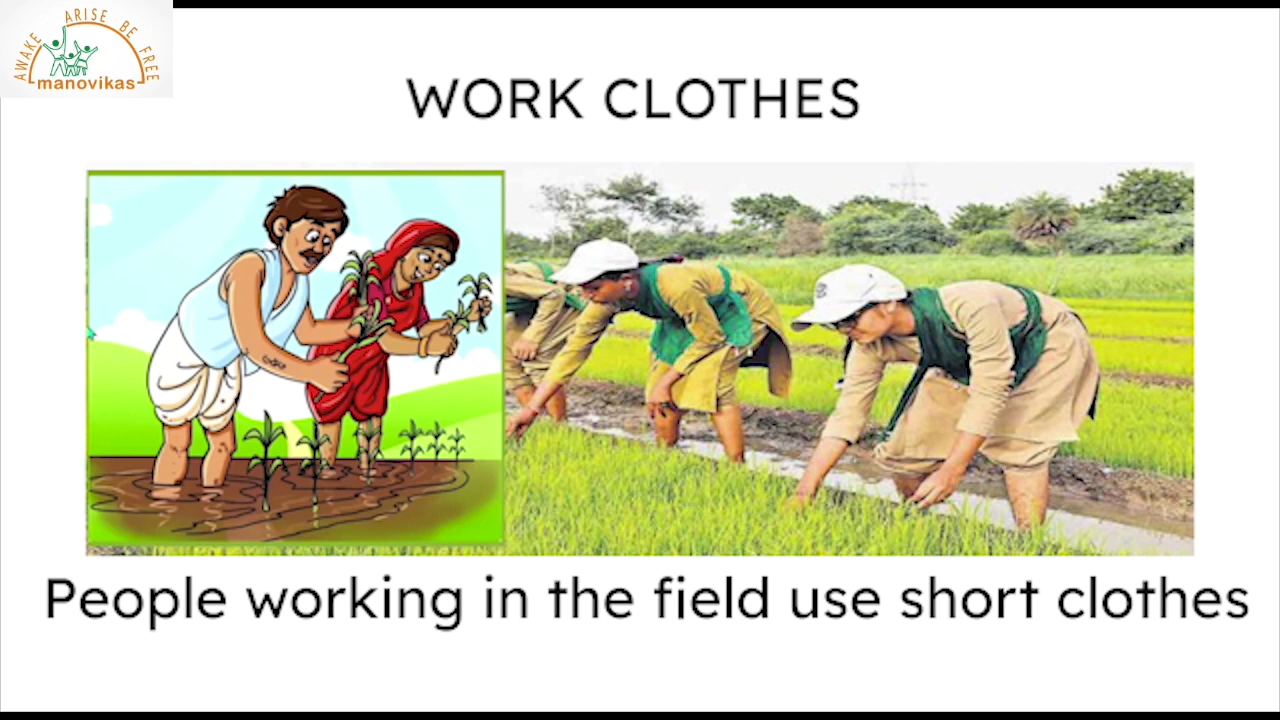 AWAKE ARISE BE FREE
manovikas
WORK CLOTHES
People working in the field use short clothes